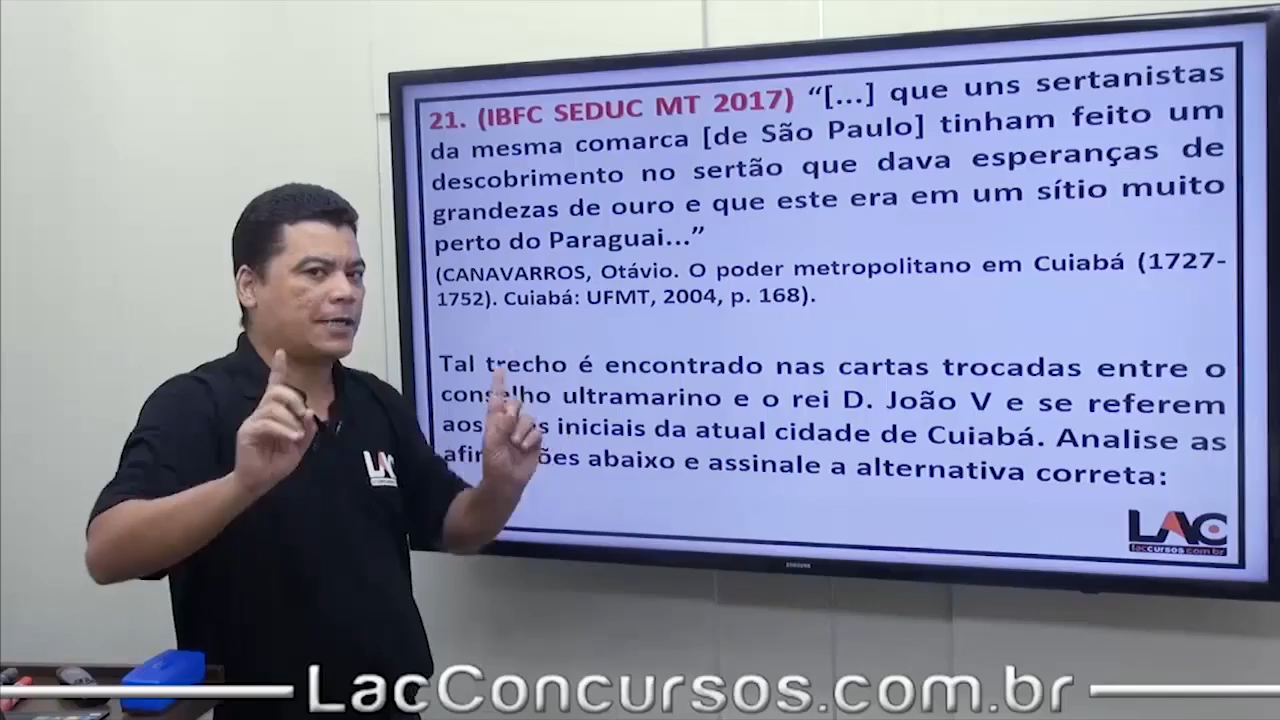 21. (IBFC SEDUC MT 2017) “[...] que uns sertanistas
da mesma comarca [de São Paulo] tinham feito um
descobrimento no sertão que dava esperanças de
grandezas de ouro e que este era em um sítio muito
perto do Paraguai...”
(CANAVARROS, Otávio. O poder metropolitano em Cuiabá (1727-
1752). Cuiabá: UFMT, 2004, p. 168).
Tal trecho é encontrado nas cartas trocadas entre o
conselho ultramarino e o rei D. João V e se referem
aos iniciais da atual cidade de Cuiabá. Analise as
abaixo e assinale a alternativa correta:
LAC
laccursos.com.br
SAMSUNG
LAC
LacConcursos.com.br